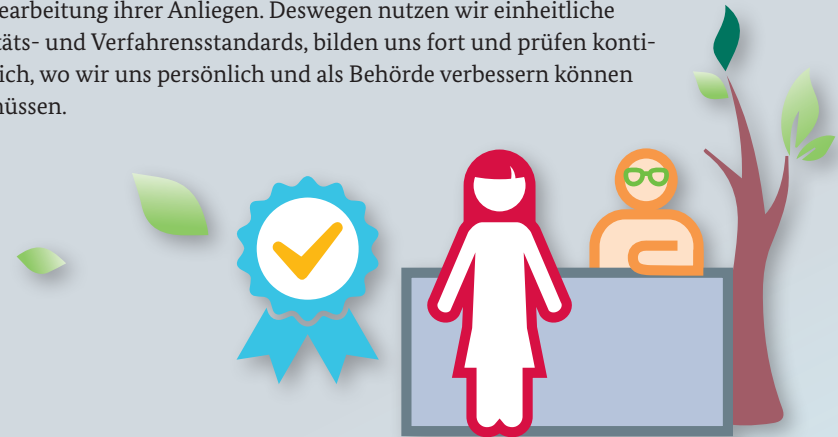 earbeitung ihrer Anliegen. Deswegen nutzen wir einheitliche
täts- und Verfahrensstandards, bilden uns fort und prüfen konti-
ich, wo wir uns persönlich und als Behörde verbessern können
üssen.